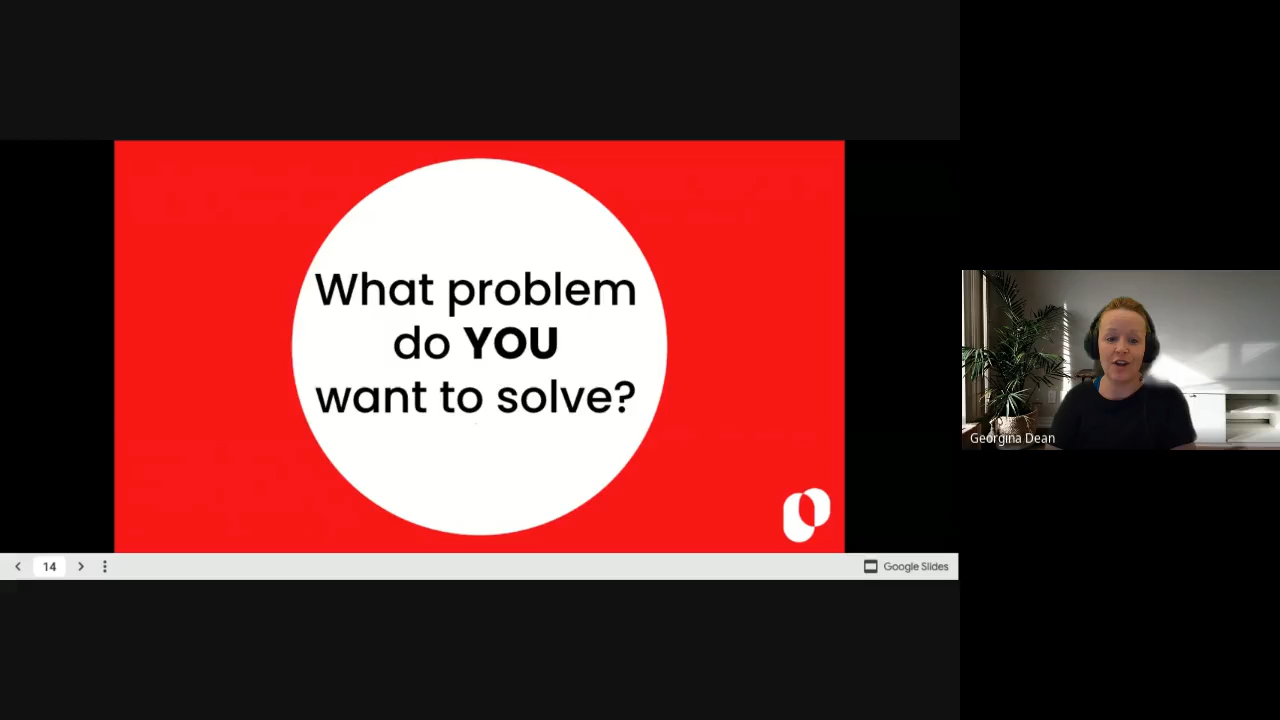 What problem
do YOU
want to solve?
14
Google Slides
Georgina Dean